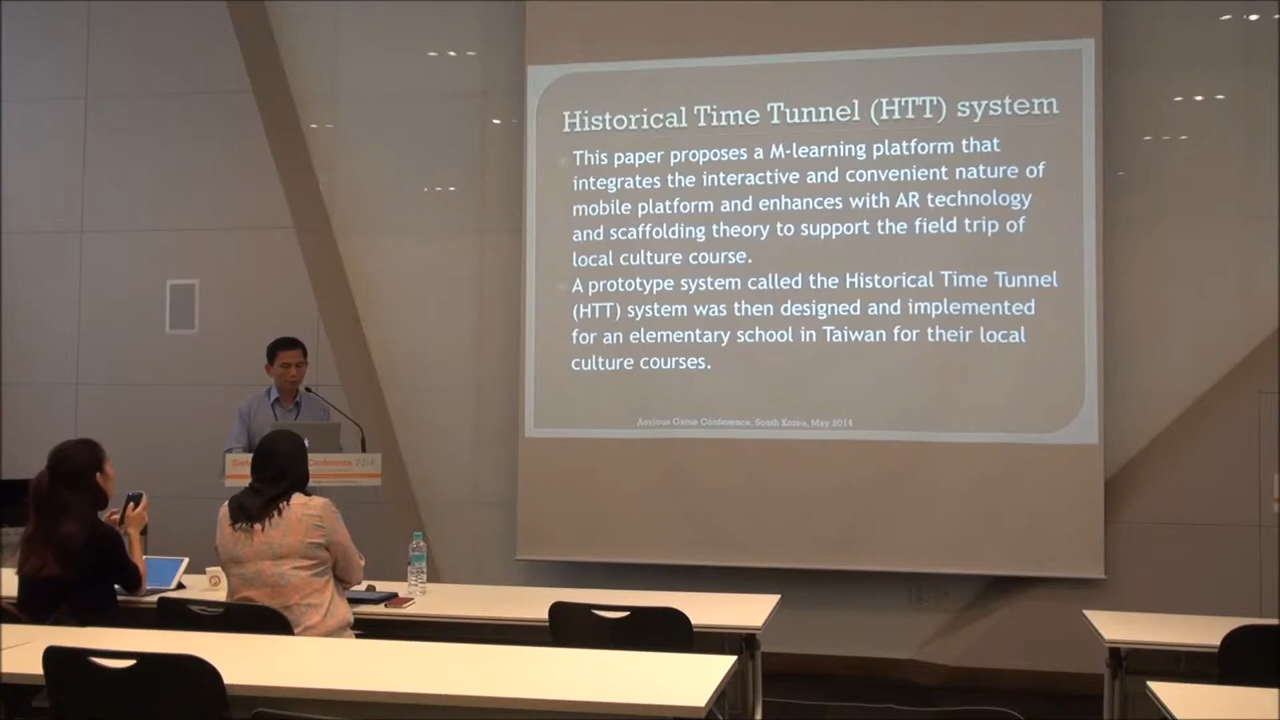 Historical Time Tunnel (HTT) system
This paper proposes a M-learning platform that
integrates the interactive and convenient nature of
mobile platform and enhances with AR technology
and scaffolding theory to support the field trip of
local culture course.
A prototype system called the Historical Time Tunnel
(HTT) system was then designed and implemented
for an elementary school in Taiwan for their local
culture courses.
Aerious Game Conference, South Korea, May 2014
Conference 2014